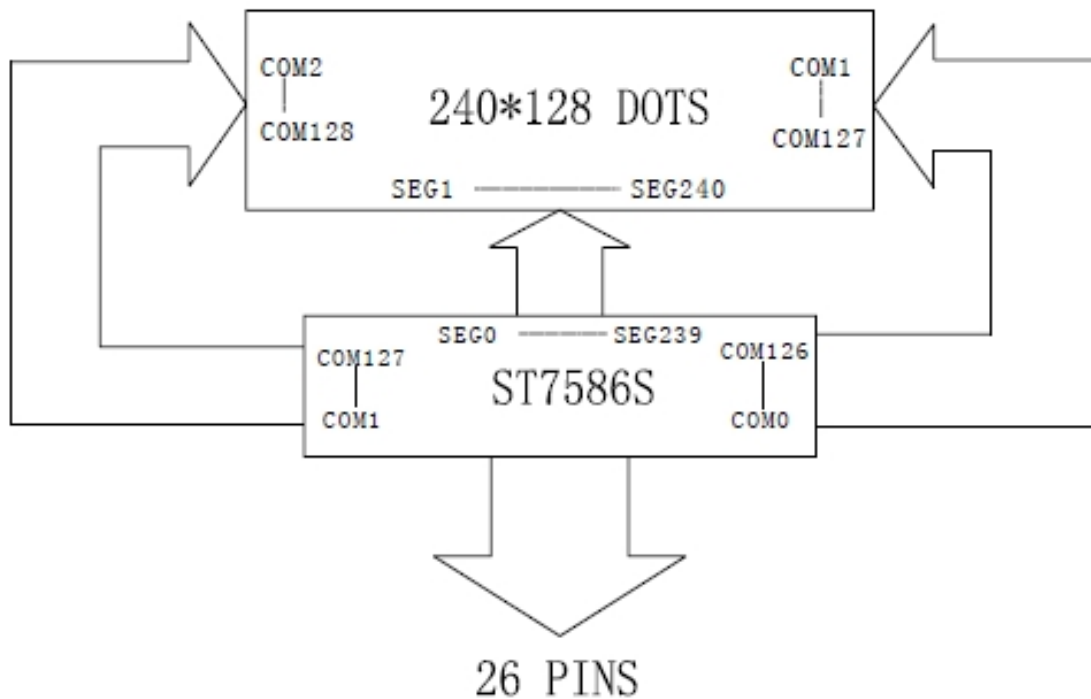 COM2
COM1
240*128 DOTS
COM128
COM127
SEG1
SEG240
SEG0
SEG239
COM127
COM126
ST7586S
COM1
COM0
26 PINS